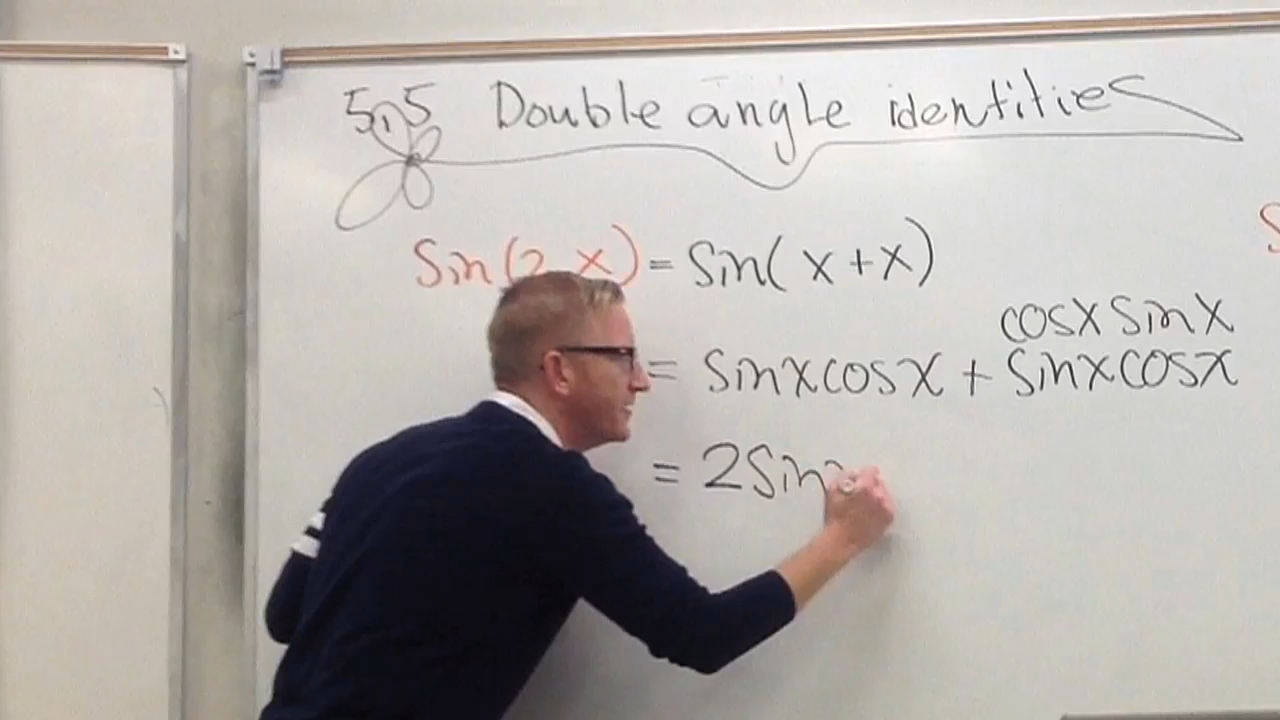 5.5 Double angle identities
Sin(2x) = Sin(x+x)
cosx sinx
= Sinxcosx + Sinxcosx
= 2Sin